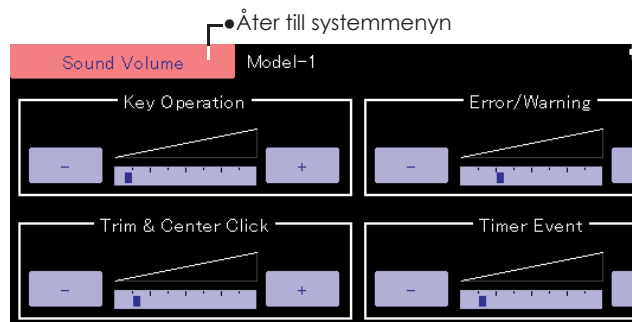 Åter till systemmenyn
Sound Volume Model-1
Key Operation Error/Warning
- + -
Trim & Center Click Timer Event
- + -